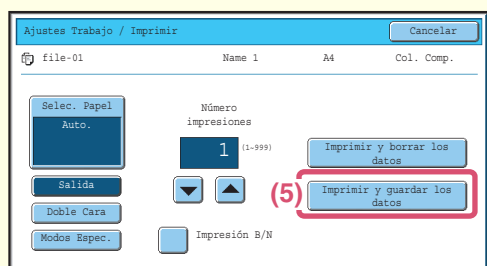 Ajustes Trabajo / Imprimir
Cancelar
file-01 Name 1 A4 Col. Comp.
Selec. Papel
Auto.
Número
impresiones
1 (1~999)
Imprimir y borrar los
datos
Salida
(5) Imprimir y guardar los
datos
Doble Cara
Modos Espec.
Impresión B/N